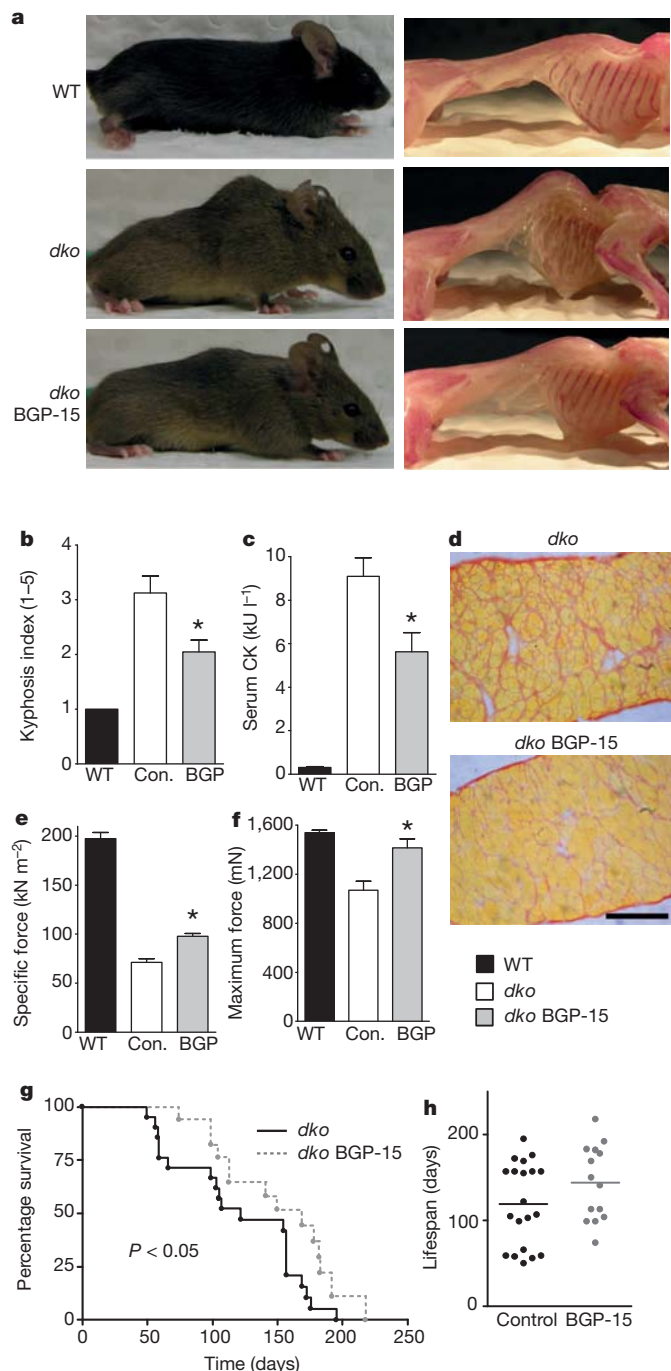 a
WT
dko
dko
BGP-15
b
Kyphosis index (1–5)
4
3
2
1
0
*
WT
Con.
BGP
c
Serum CK (kU l⁻¹)
10
8
6
4
2
0
*
WT
Con.
BGP
d
dko
dko BGP-15
e
Specific force (kN m⁻²)
200
150
100
50
0
*
WT
Con.
BGP
f
Maximum force (mN)
1,600
1,200
800
400
0
*
WT
Con.
BGP
WT
dko
dko BGP-15
g
Percentage survival
100
75
50
25
0
dko
dko BGP-15
P < 0.05
0
50
100
150
200
250
Time (days)
h
Lifespan (days)
200
100
0
Control
BGP-15